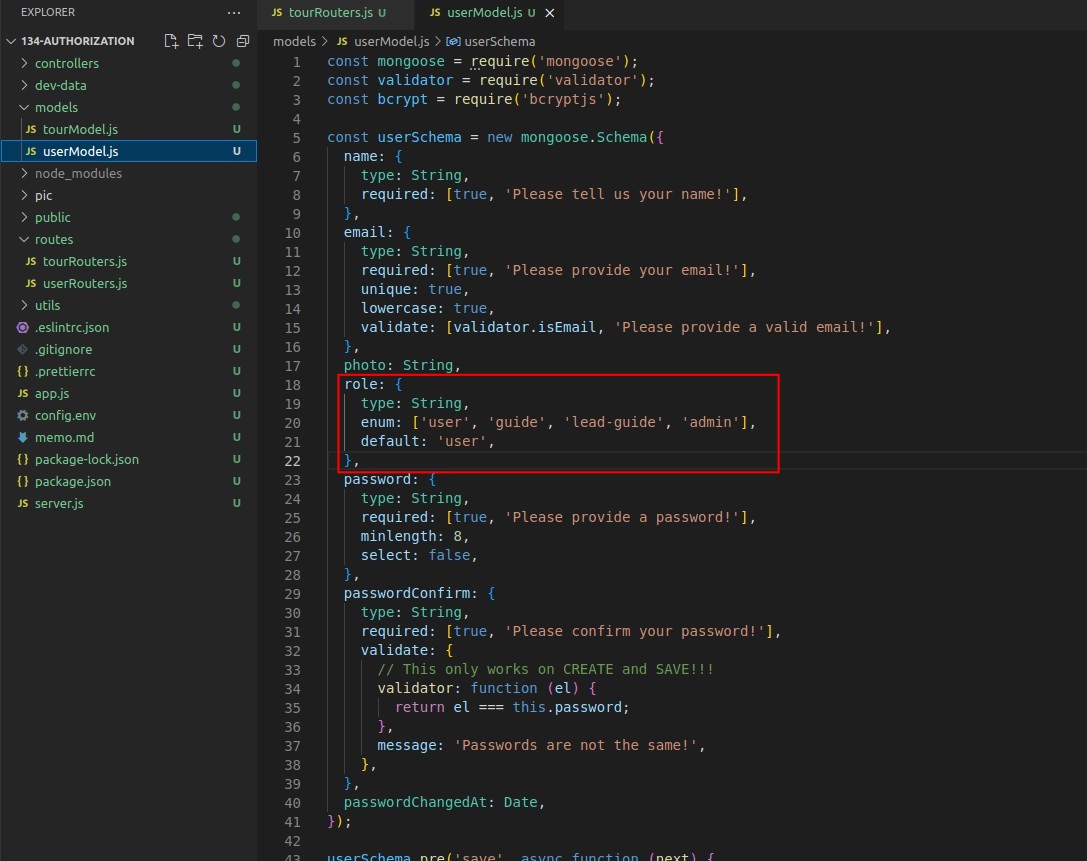 EXPLORER ...
134-AUTHORIZATION
controllers
dev-data
models
JS tourModel.js U
JS userModel.js U
node_modules
pic
public
routes
JS tourRouters.js U
JS userRouters.js U
utils
.eslintrc.json U
.gitignore U
{} .prettierrc U
JS app.js U
config.env U
memo.md U
{} package-lock.json U
{} package.json U
JS server.js U
JS tourRouters.js U
JS userModel.js U
models > JS userModel.js > userSchema
1 const mongoose = require('mongoose');
2 const validator = require('validator');
3 const bcrypt = require('bcryptjs');
4
5 const userSchema = new mongoose.Schema({
6 name: {
7 type: String,
8 required: [true, 'Please tell us your name!'],
9 },
10 email: {
11 type: String,
12 required: [true, 'Please provide your email!'],
13 unique: true,
14 lowercase: true,
15 validate: [validator.isEmail, 'Please provide a valid email!'],
16 },
17 photo: String,
18 role: {
19 type: String,
20 enum: ['user', 'guide', 'lead-guide', 'admin'],
21 default: 'user',
22 },
23 password: {
24 type: String,
25 required: [true, 'Please provide a password!'],
26 minlength: 8,
27 select: false,
28 },
29 passwordConfirm: {
30 type: String,
31 required: [true, 'Please confirm your password!'],
32 validate: {
33 // This only works on CREATE and SAVE!!!
34 validator: function (el) {
35 return el === this.password;
36 },
37 message: 'Passwords are not the same!',
38 },
39 },
40 passwordChangedAt: Date,
41 });
42
43 userSchema.pre('save', async function (next) {